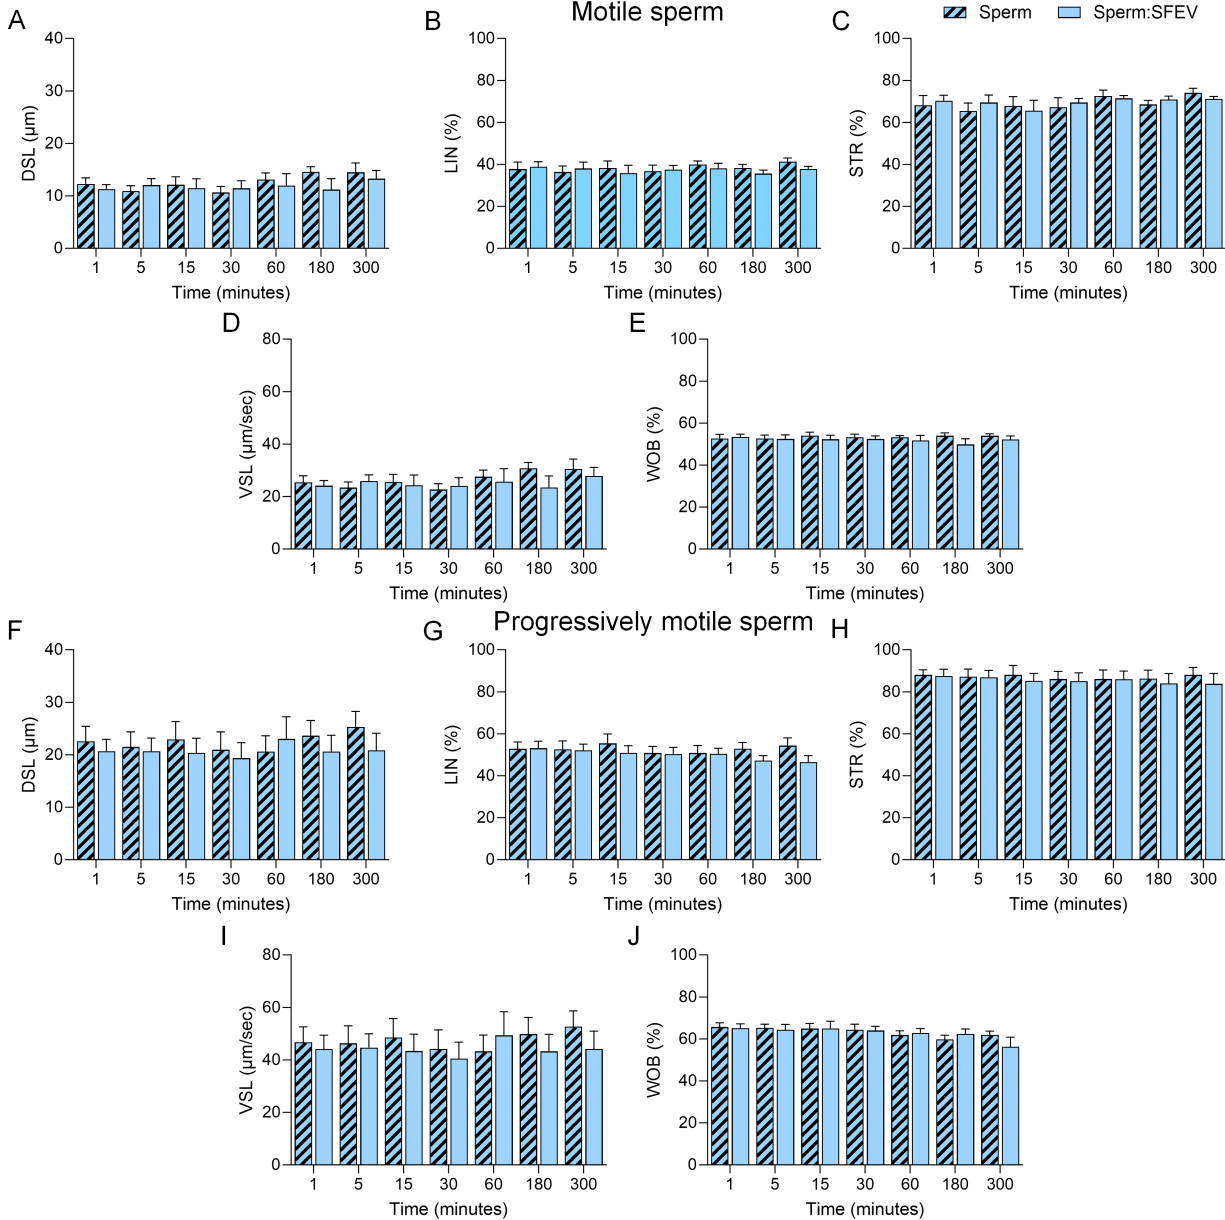 Motile sperm
Sperm
Sperm:SFEV
A
DSL (μm)
40
30
20
10
0
1 5 15 30 60 180 300
Time (minutes)
B
LIN (%)
100
80
60
40
20
0
1 5 15 30 60 180 300
Time (minutes)
C
STR (%)
100
80
60
40
20
0
1 5 15 30 60 180 300
Time (minutes)
D
VSL (μm/sec)
80
60
40
20
0
1 5 15 30 60 180 300
Time (minutes)
E
WOB (%)
100
80
60
40
20
0
1 5 15 30 60 180 300
Time (minutes)
Progressively motile sperm
F
DSL (μm)
40
30
20
10
0
1 5 15 30 60 180 300
Time (minutes)
G
LIN (%)
100
80
60
40
20
0
1 5 15 30 60 180 300
Time (minutes)
H
STR (%)
100
80
60
40
20
0
1 5 15 30 60 180 300
Time (minutes)
I
VSL (μm/sec)
80
60
40
20
0
1 5 15 30 60 180 300
Time (minutes)
J
WOB (%)
100
80
60
40
20
0
1 5 15 30 60 180 300
Time (minutes)